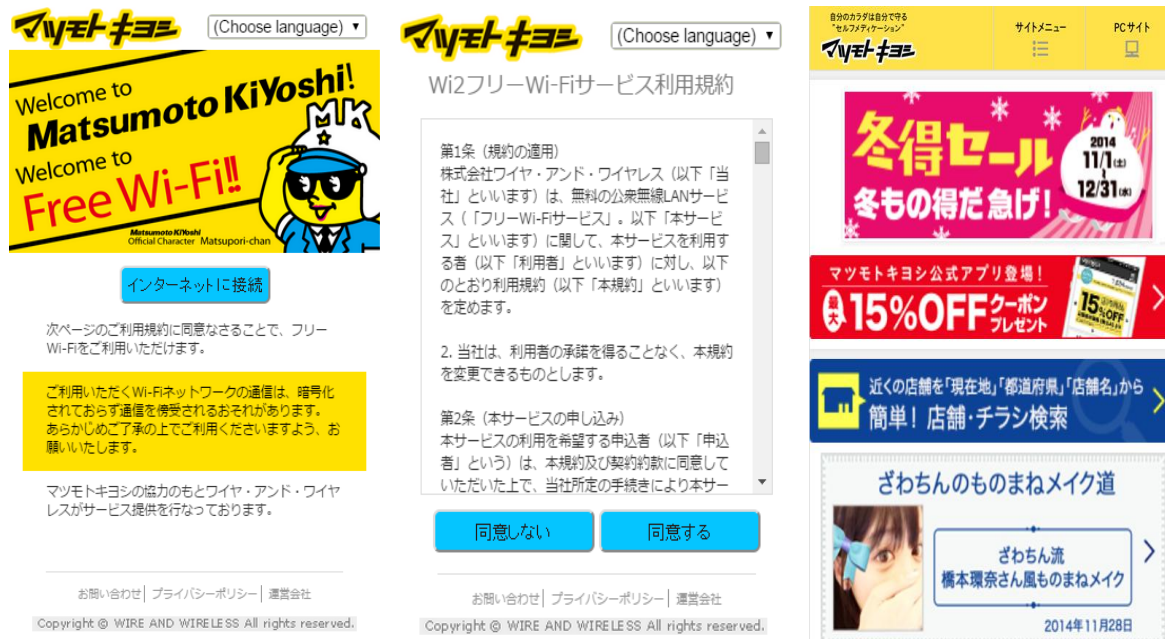 マツモトキヨシ
(Choose language)
Welcome to
Matsumoto KiYoshi!
MK
Welcome to
Free Wi-Fi!!
Matsumoto KiYoshi
Official Character Matsupori-chan
インターネットに接続
次ページのご利用規約に同意なさることで、フリー
Wi-Fiをご利用いただけます。
ご利用いただくWi-Fiネットワークの通信は、暗号化
されておらず通信を傍受されるおそれがあります。
あらかじめご了承の上でご利用くださいますよう、お
願いいたします。
マツモトキヨシの協力のもとワイヤ・アンド・ワイヤ
レスがサービス提供を行なっております。
お問い合わせ| プライバシーポリシー| 運営会社
Copyright © WIRE AND WIRELESS All rights reserved.
マツモトキヨシ
(Choose language)
Wi2フリーWi-Fiサービス利用規約
第1条（規約の適用）
株式会社ワイヤ・アンド・ワイヤレス（以下「当
社」といいます）は、無料の公衆無線LANサービ
ス（「フリーWi-Fiサービス」。以下「本サービ
ス」といいます）に関して、本サービスを利用す
る者（以下「利用者」といいます）に対し、以下
のとおり利用規約（以下「本規約」といいます）
を定めます。
2. 当社は、利用者の承諾を得ることなく、本規約
を変更できるものとします。
第2条（本サービスの申し込み）
本サービスの利用を希望する申込者（以下「申込
者」という）は、本規約及び契約約款に同意して
いただいた上で、当社所定の手続きにより本サー
同意しない
同意する
お問い合わせ| プライバシーポリシー| 運営会社
Copyright © WIRE AND WIRELESS All rights reserved.
自分のカラダは自分で守る
"セルフメディケーション"
マツモトキヨシ
サイトメニュー
PCサイト
冬得セール
冬もの得だ 急げ!
2014
11/1(土)
〜
12/31(水)
マツモトキヨシ公式アプリ登場!
最大15%OFFクーポン
プレゼント
15%OFF
近くの店舗を「現在地」「都道府県」「店舗名」から
簡単! 店舗・チラシ検索
ざわちんのものまねメイク道
ざわちん流
橋本環奈さん風ものまねメイク
2014年11月28日